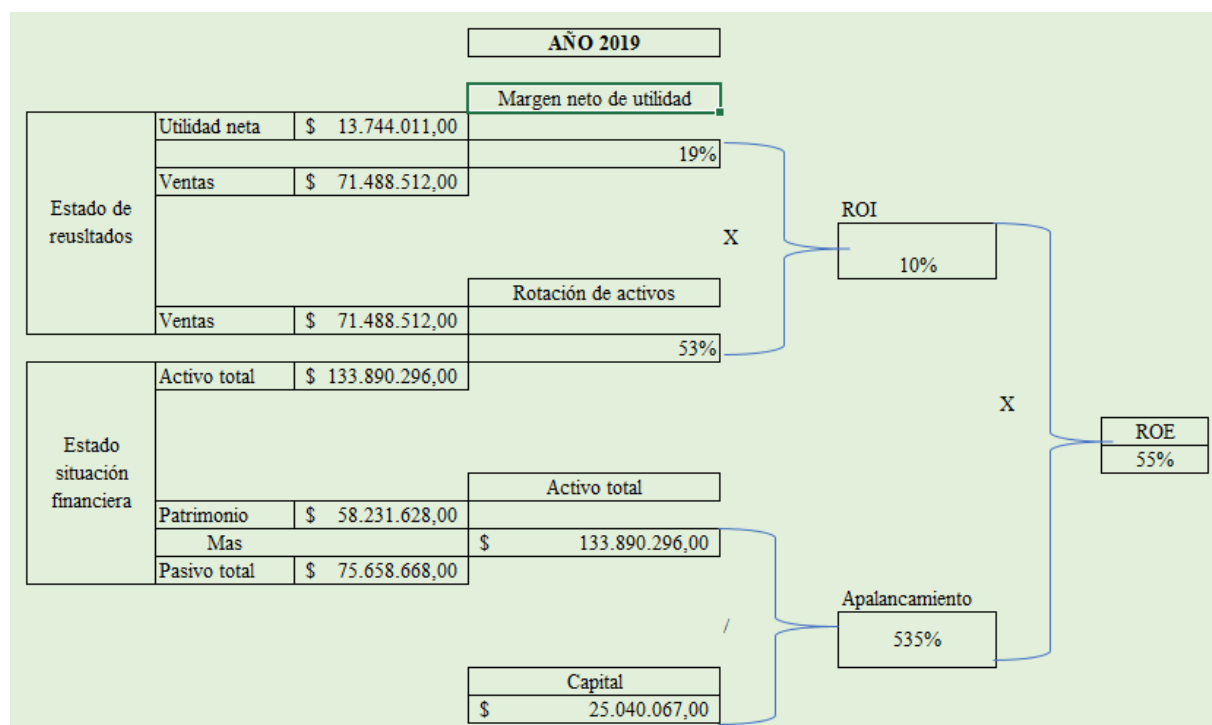 AÑO 2019
Margen neto de utilidad
Utilidad neta $ 13.744.011,00
19%
Ventas $ 71.488.512,00
Estado de
reusltados
ROI
X
10%
Rotación de activos
Ventas $ 71.488.512,00
53%
Activo total $ 133.890.296,00
X
Estado
situación
financiera
ROE
55%
Activo total
Patrimonio $ 58.231.628,00
Mas $ 133.890.296,00
Pasivo total $ 75.658.668,00
Apalancamiento
/
535%
Capital
$ 25.040.067,00